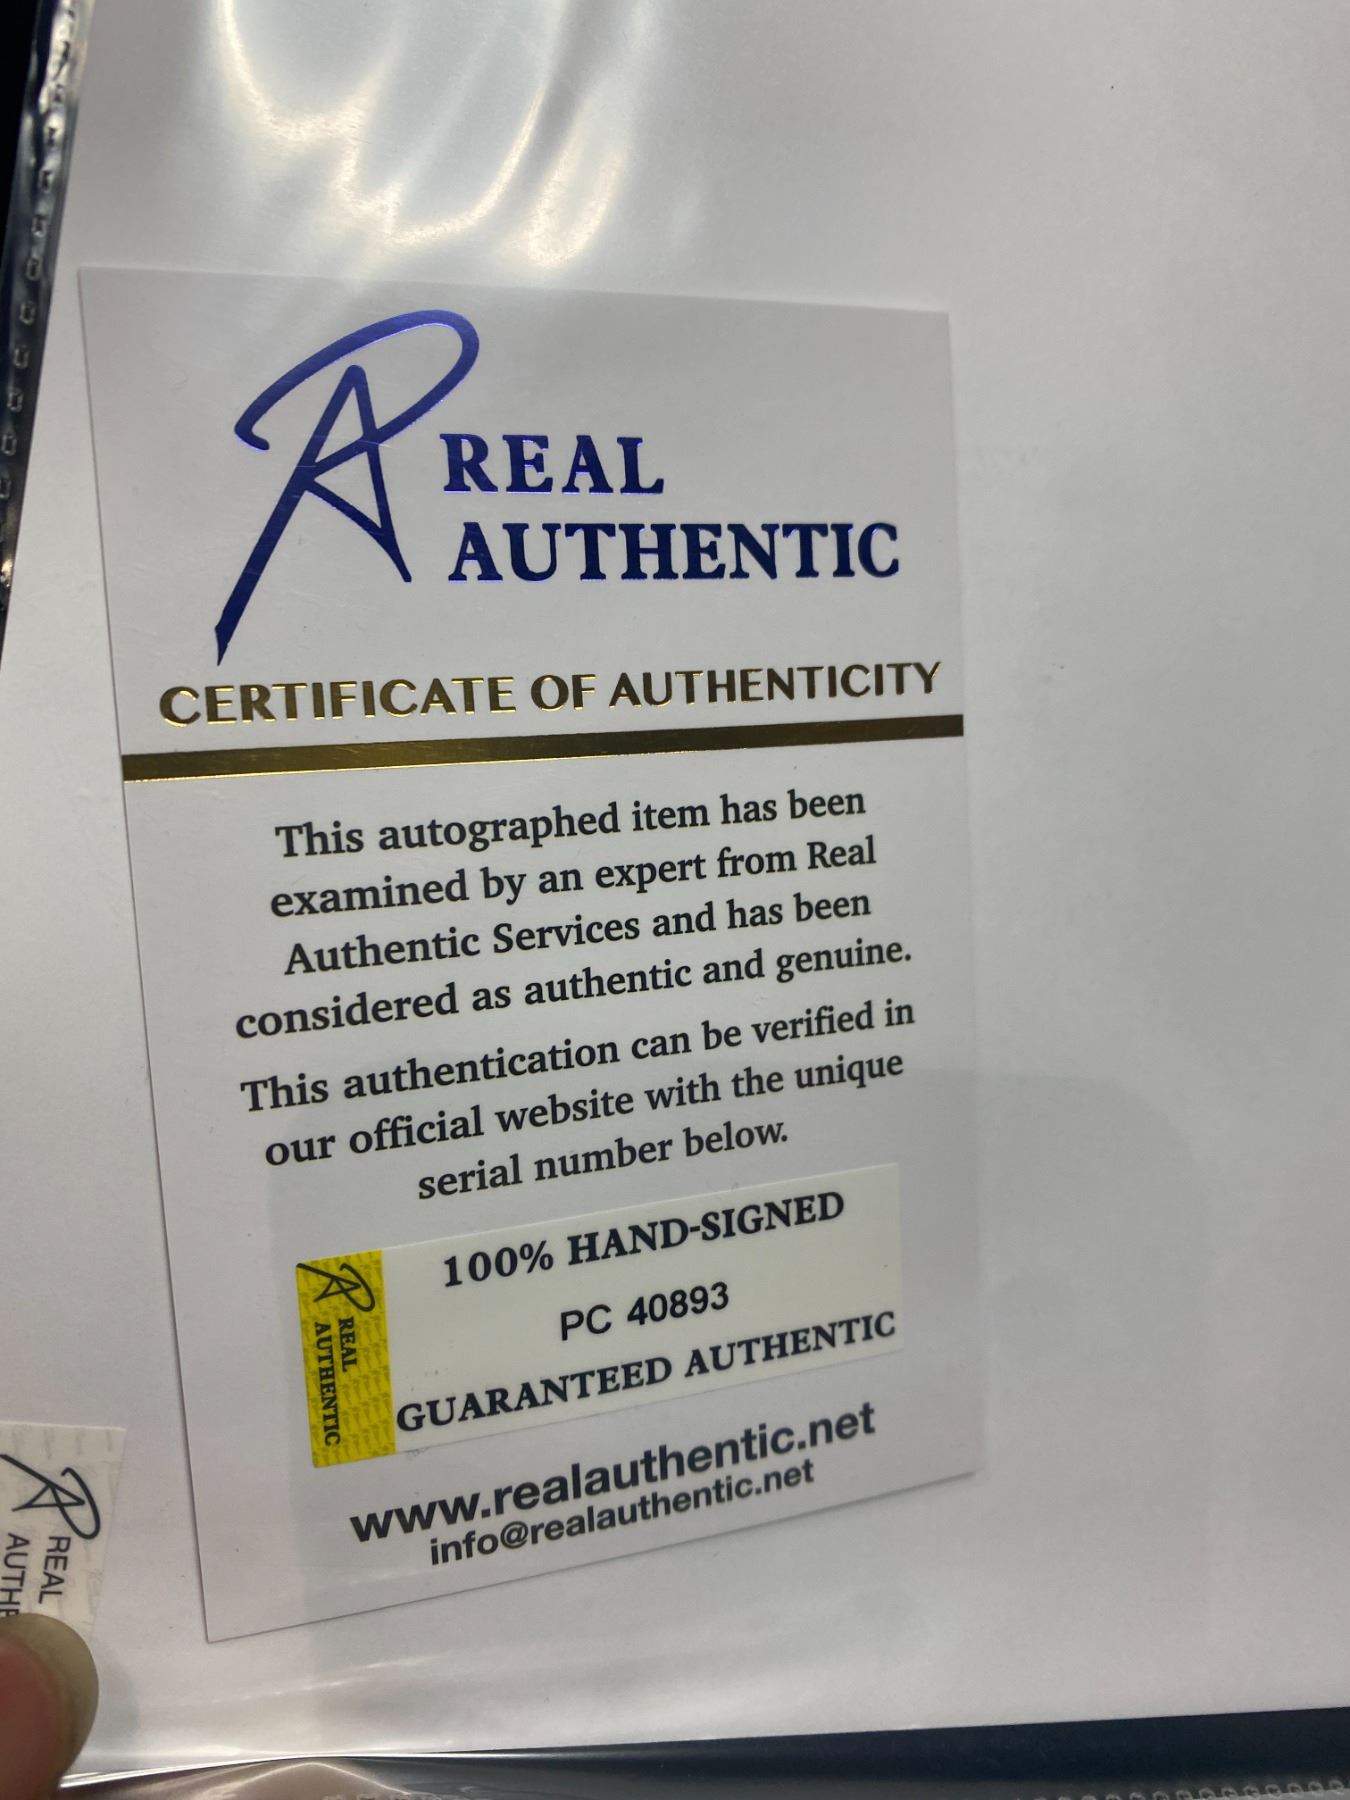 REAL
AUTHENTIC
CERTIFICATE OF AUTHENTICITY
This autographed item has been
examined by an expert from Real
Authentic Services and has been
considered as authentic and genuine.
This authentication can be verified in
our official website with the unique
serial number below.
100% HAND-SIGNED
PC 40893
GUARANTEED AUTHENTIC
REAL
AUTHENTIC
www.realauthentic.net
info@realauthentic.net
REAL
AUTHE